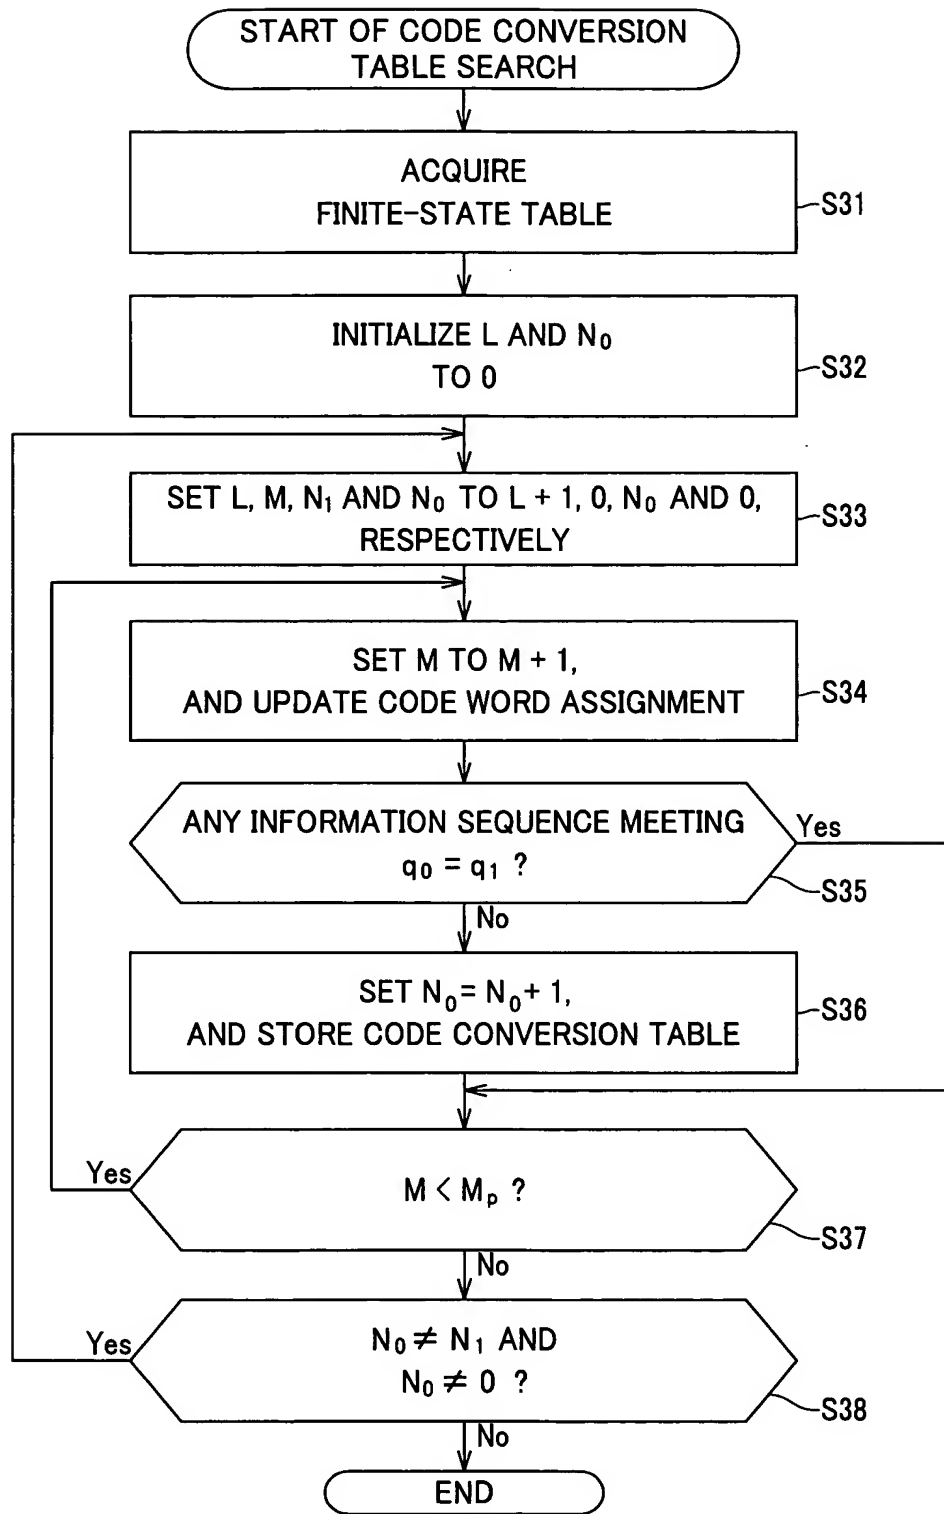 START OF CODE CONVERSION
TABLE SEARCH
ACQUIRE
FINITE-STATE TABLE
S31
INITIALIZE L AND N₀
TO 0
S32
SET L, M, N₁ AND N₀ TO L + 1, 0, N₀ AND 0,
RESPECTIVELY
S33
SET M TO M + 1,
AND UPDATE CODE WORD ASSIGNMENT
S34
ANY INFORMATION SEQUENCE MEETING
q₀ = q₁ ?
Yes
S35
No
SET N₀ = N₀ + 1,
AND STORE CODE CONVERSION TABLE
S36
Yes
M < Mₚ ?
S37
No
Yes
N₀ ≠ N₁ AND
N₀ ≠ 0 ?
S38
No
END